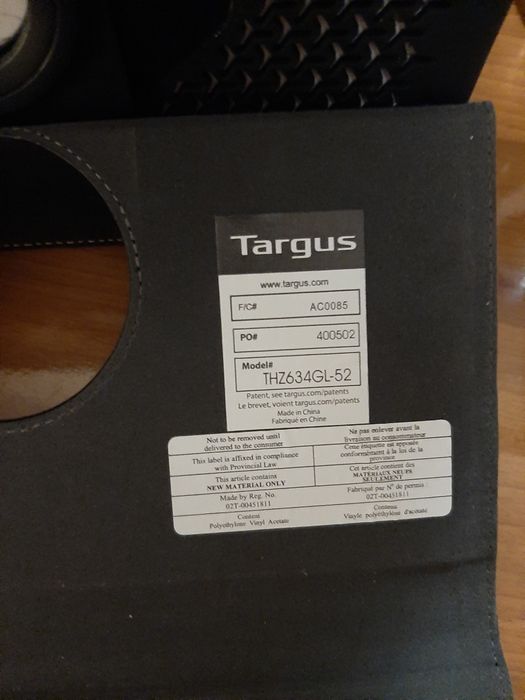 Targus
www.targus.com
F/C# AC0085
PO# 400502
Model#
THZ634GL-52
Patent, see targus.com/patents
Le brevet, voient targus.com/patents
Made in China
Fabriqué en Chine
Not to be removed until
delivered to the consumer
Ne pas enlever avant la
livraison au consommateur
This label is affixed in compliance
with Provincial Law
Cette étiquette est apposée
conformément à la loi de la
province
This article contains
NEW MATERIAL ONLY
Cet article contient des
MATÉRIAUX NEUFS
SEULEMENT
Made by Reg. No.
02T-00451811
Fabriqué par N° de permis
02T-00451811
Content
Polyethylene Vinyl Acetate
Contenu
Vinyle polyéthylène d'acétate